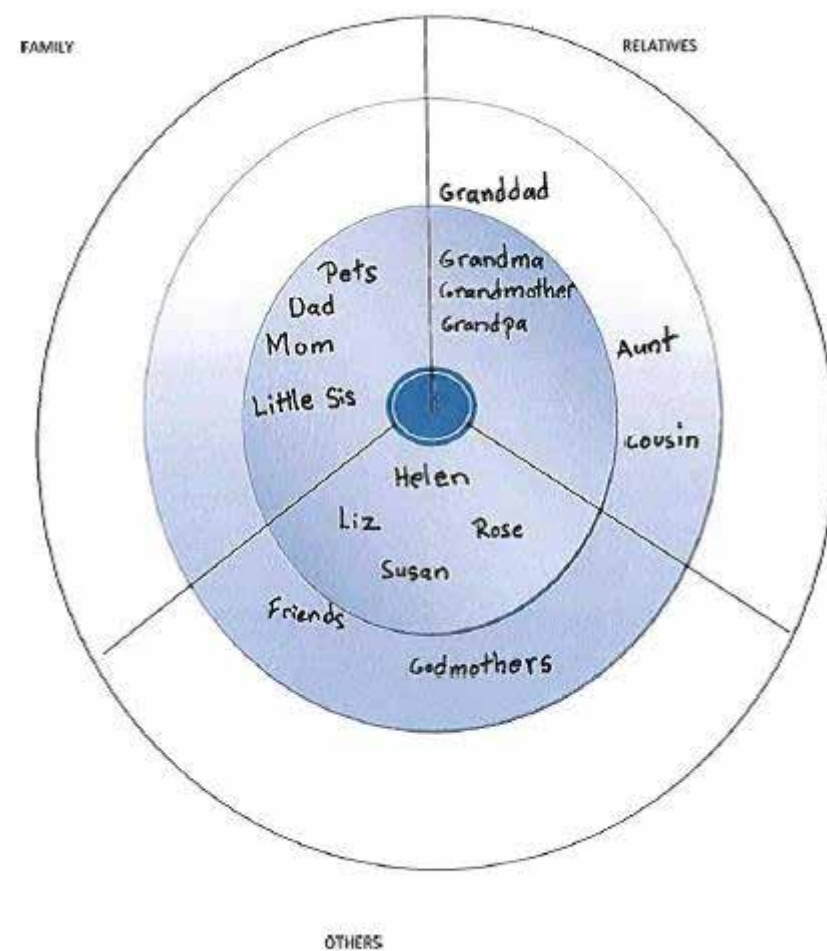 FAMILY
RELATIVES
Granddad
Pets
Dad
Mom
Little Sis
Grandma
Grandmother
Grandpa
Aunt
Cousin
Helen
Liz
Rose
Susan
Friends
Godmothers
OTHERS